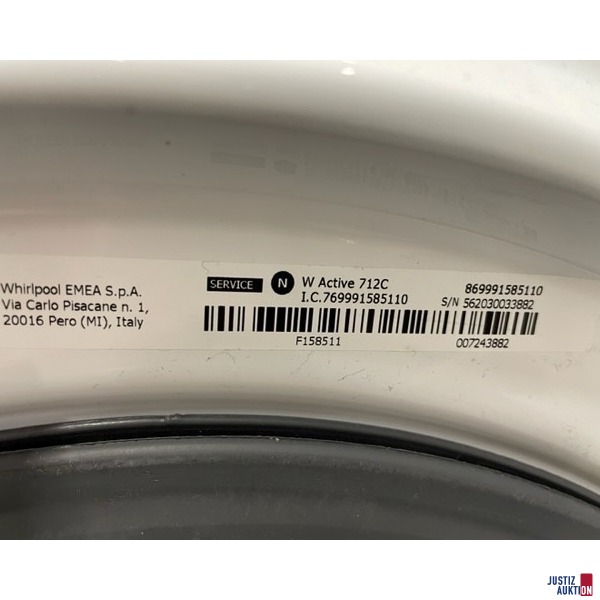 Whirlpool EMEA S.p.A.
Via Carlo Pisacane n. 1,
20016 Pero (MI), Italy
SERVICE N W Active 712C 869991585110
I.C.769991585110 S/N 562030033882
F158511 007243882
JUSTIZ
AUKTION